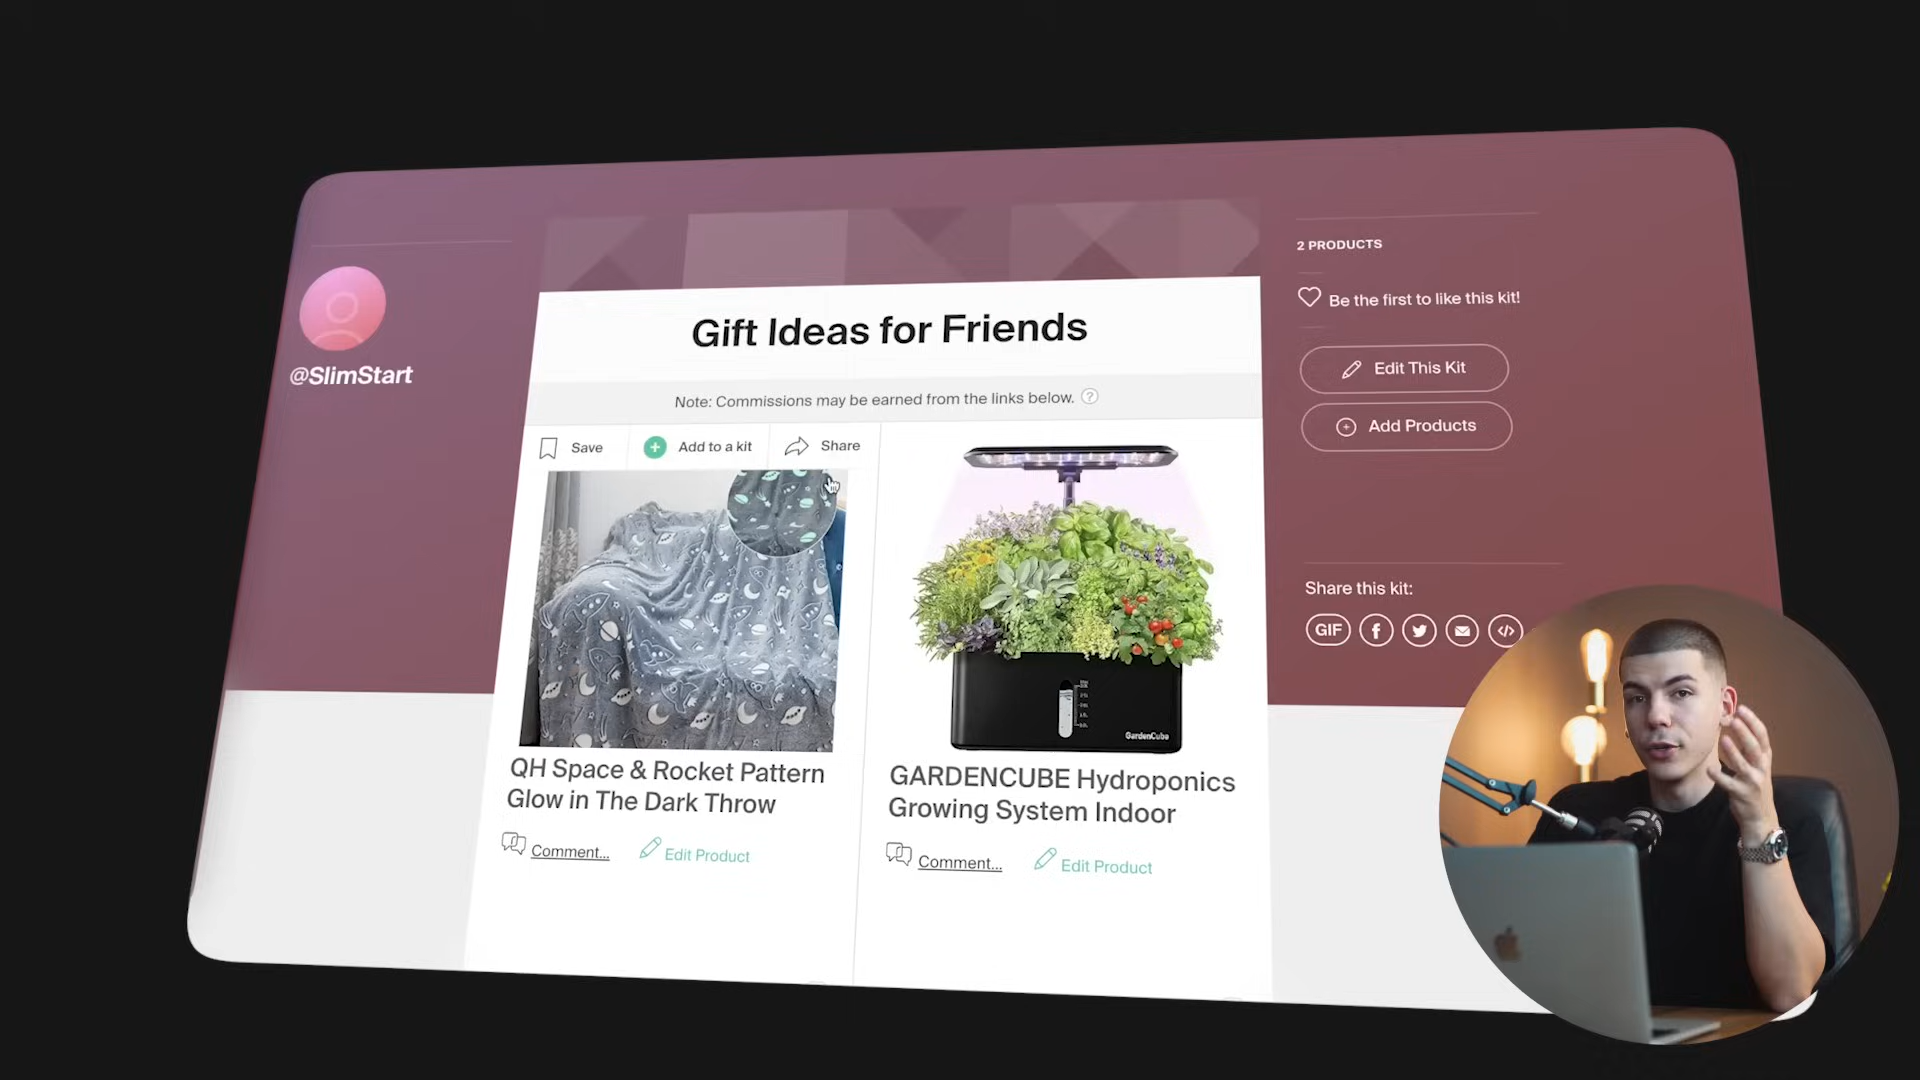 @SlimStart
Gift Ideas for Friends
Note: Commissions may be earned from the links below. ?
Save
Add to a kit
Share
QH Space & Rocket Pattern
Glow in The Dark Throw
Comment...
Edit Product
GardenCube
GARDENCUBE Hydroponics
Growing System Indoor
Comment...
Edit Product
2 PRODUCTS
Be the first to like this kit!
Edit This Kit
Add Products
Share this kit:
GIF